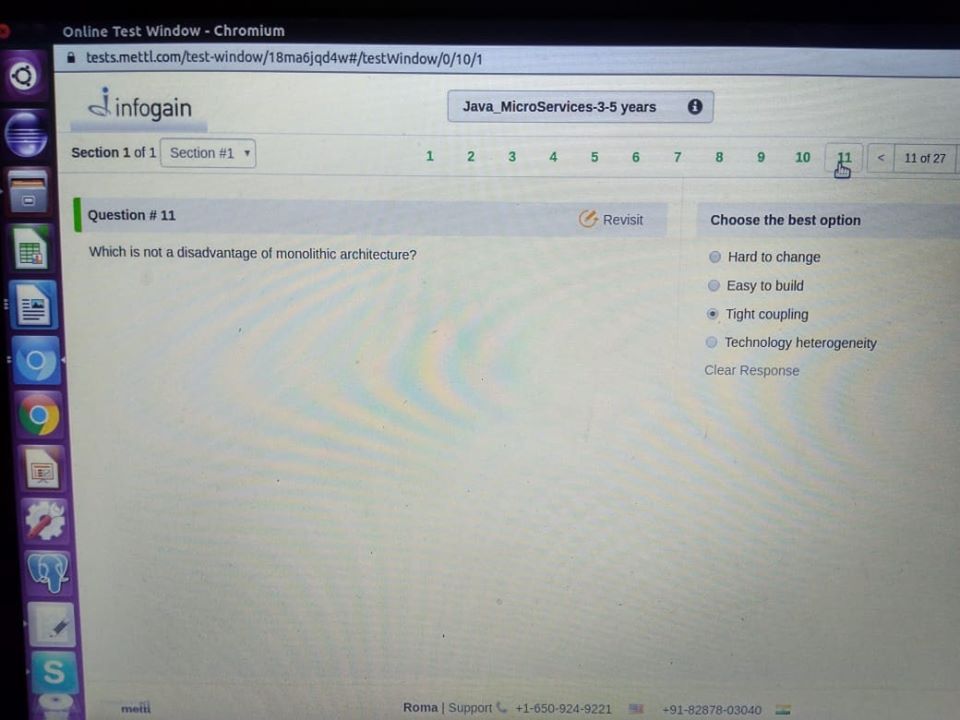 Online Test Window - Chromium
tests.mettl.com/test-window/18ma6jqd4w#/testWindow/0/10/1
infogain
Java_MicroServices-3-5 years
Section 1 of 1 Section #1 1 2 3 4 5 6 7 8 9 10 11 < 11 of 27
Question # 11 Revisit
Which is not a disadvantage of monolithic architecture?
Choose the best option
Hard to change
Easy to build
Tight coupling
Technology heterogeneity
Clear Response
mettl Roma | Support +1-650-924-9221 +91-82878-03040